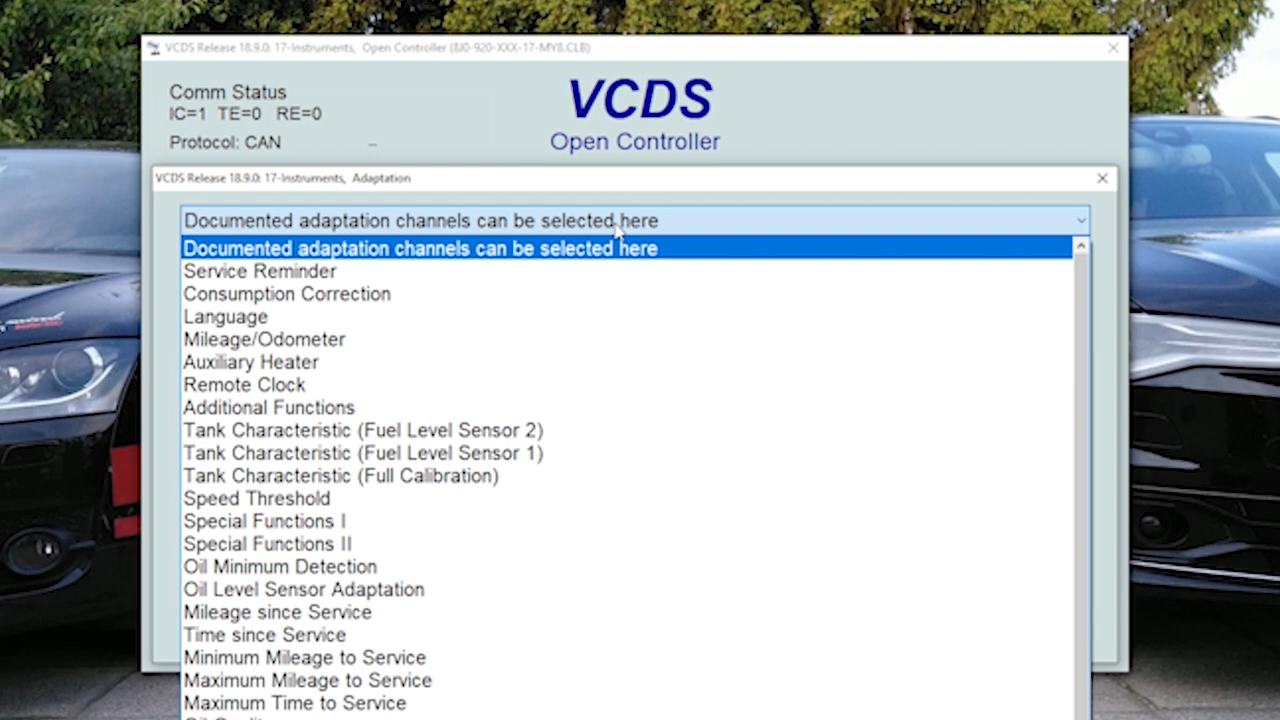 VCDS Release 18.9.0: 17-Instruments, Open Controller (8J0-920-XXX-17-MY8.CLB)
Comm Status
IC=1 TE=0 RE=0
Protocol: CAN
VCDS
Open Controller
VCDS Release 18.9.0: 17-Instruments, Adaptation
Documented adaptation channels can be selected here
Documented adaptation channels can be selected here
Service Reminder
Consumption Correction
Language
Mileage/Odometer
Auxiliary Heater
Remote Clock
Additional Functions
Tank Characteristic (Fuel Level Sensor 2)
Tank Characteristic (Fuel Level Sensor 1)
Tank Characteristic (Full Calibration)
Speed Threshold
Special Functions I
Special Functions II
Oil Minimum Detection
Oil Level Sensor Adaptation
Mileage since Service
Time since Service
Minimum Mileage to Service
Maximum Mileage to Service
Maximum Time to Service